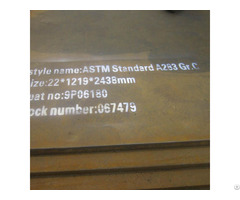 style name:ASTM Standard A283 Gr.C
size:22*1219*2438mm
eat no:9P06180
ock number:067479